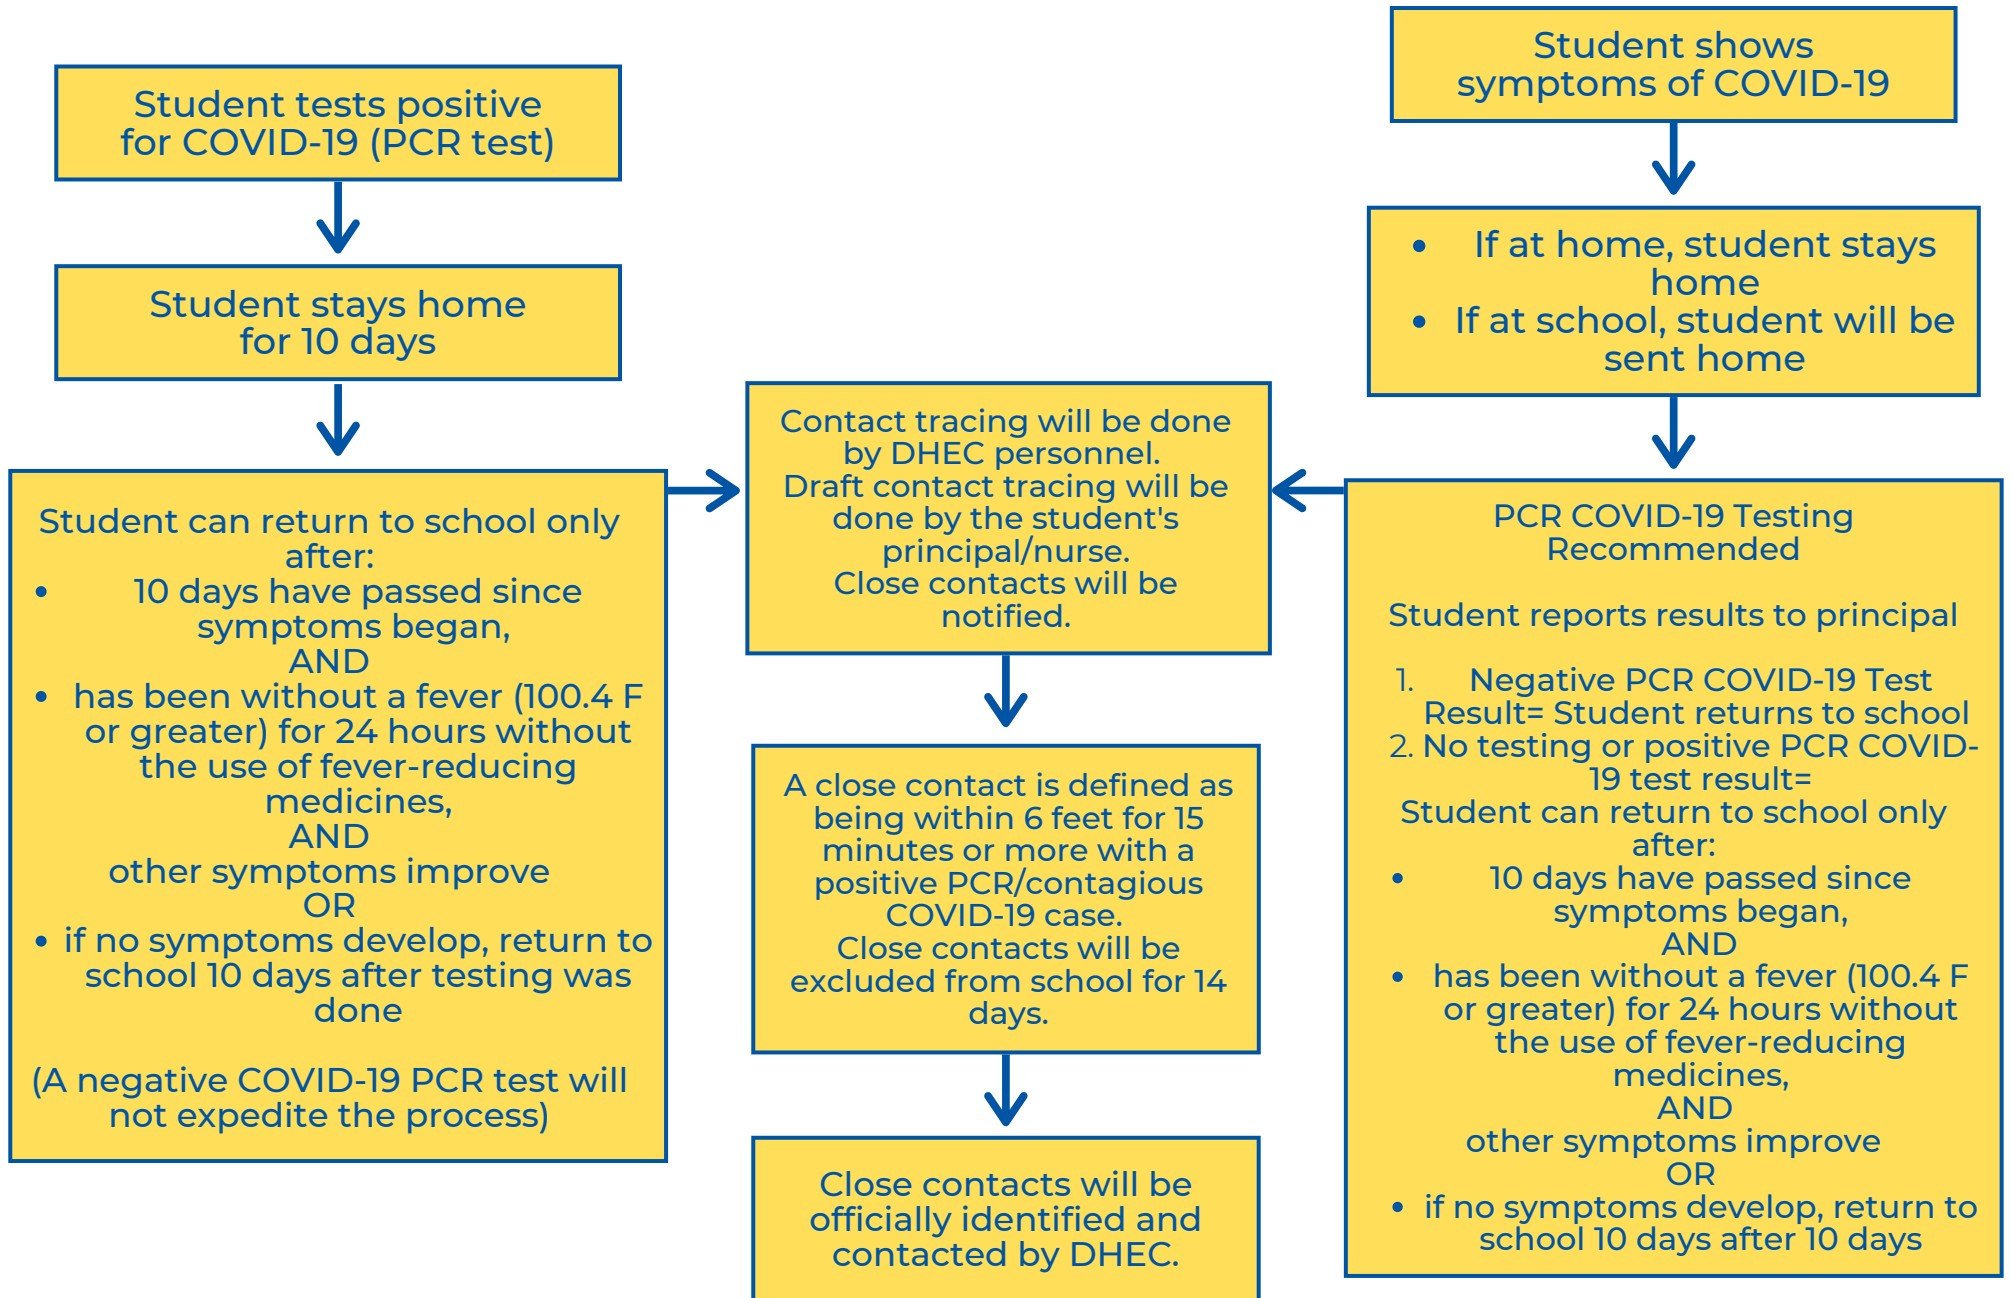 Student tests positive
for COVID-19 (PCR test)
Student stays home
for 10 days
Student can return to school only
after:
• 10 days have passed since
symptoms began,
AND
• has been without a fever (100.4 F
or greater) for 24 hours without
the use of fever-reducing
medicines,
AND
other symptoms improve
OR
• if no symptoms develop, return to
school 10 days after testing was
done
(A negative COVID-19 PCR test will
not expedite the process)
Contact tracing will be done
by DHEC personnel.
Draft contact tracing will be
done by the student's
principal/nurse.
Close contacts will be
notified.
A close contact is defined as
being within 6 feet for 15
minutes or more with a
positive PCR/contagious
COVID-19 case.
Close contacts will be
excluded from school for 14
days.
Close contacts will be
officially identified and
contacted by DHEC.
Student shows
symptoms of COVID-19
• If at home, student stays
home
• If at school, student will be
sent home
PCR COVID-19 Testing
Recommended
Student reports results to principal
1. Negative PCR COVID-19 Test
Result= Student returns to school
2. No testing or positive PCR COVID-
19 test result=
Student can return to school only
after:
• 10 days have passed since
symptoms began,
AND
• has been without a fever (100.4 F
or greater) for 24 hours without
the use of fever-reducing
medicines,
AND
other symptoms improve
OR
• if no symptoms develop, return to
school 10 days after 10 days